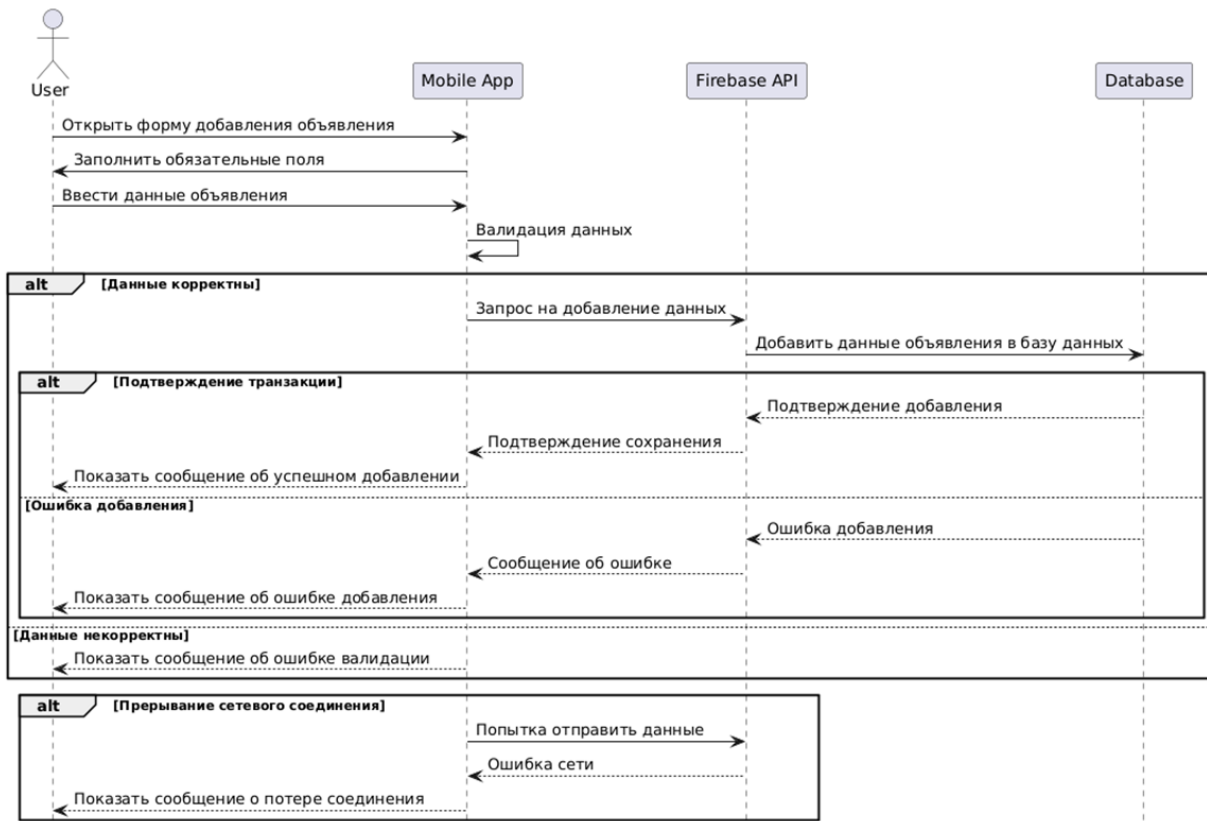 User
Mobile App
Firebase API
Database
Открыть форму добавления объявления
Заполнить обязательные поля
Ввести данные объявления
Валидация данных
alt [Данные корректны]
Запрос на добавление данных
Добавить данные объявления в базу данных
alt [Подтверждение транзакции]
Подтверждение добавления
Подтверждение сохранения
Показать сообщение об успешном добавлении
[Ошибка добавления]
Ошибка добавления
Сообщение об ошибке
Показать сообщение об ошибке добавления
[Данные некорректны]
Показать сообщение об ошибке валидации
alt [Прерывание сетевого соединения]
Попытка отправить данные
Ошибка сети
Показать сообщение о потере соединения